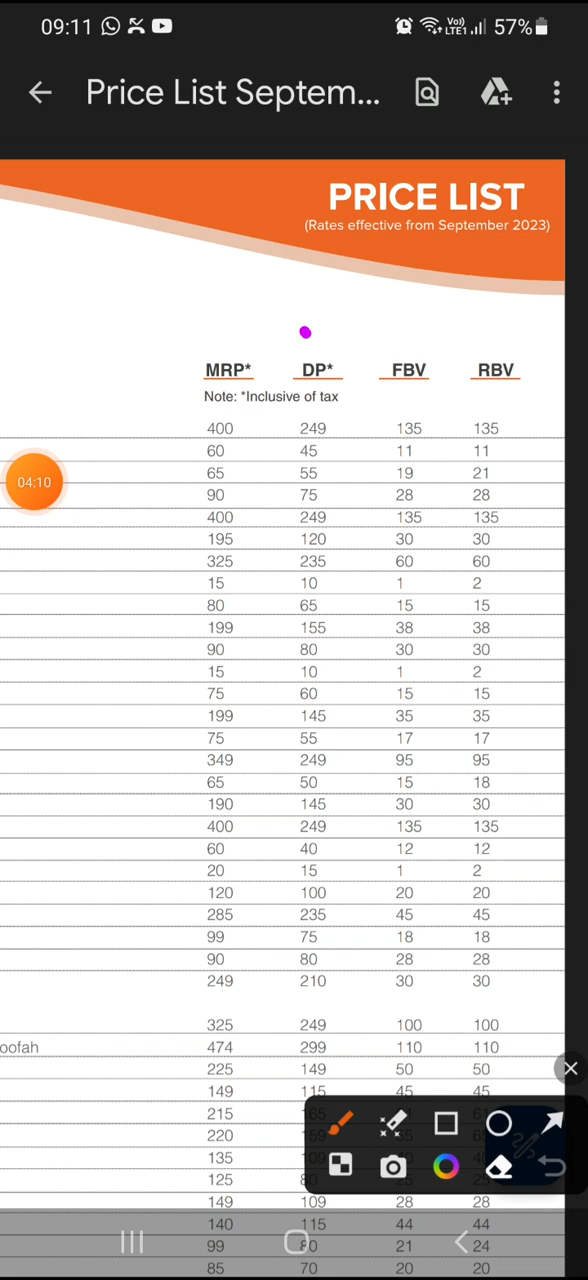 09:11 Vo) LTE1 57%
Price List Septem...
PRICE LIST
(Rates effective from September 2023)
MRP* DP* FBV RBV
Note: *Inclusive of tax
400 249 135 135
60 45 11 11
65 55 19 21
04:10
90 75 28 28
400 249 135 135
195 120 30 30
325 235 60 60
15 10 1 2
80 65 15 15
199 155 38 38
90 80 30 30
15 10 1 2
75 60 15 15
199 145 35 35
75 55 17 17
349 249 95 95
65 50 15 18
190 145 30 30
400 249 135 135
60 40 12 12
20 15 1 2
120 100 20 20
285 235 45 45
99 75 18 18
90 80 28 28
249 210 30 30
325 249 100 100
oofah 474 299 110 110
225 149 50 50
149 115 45 45
215
220
135
125
149 109 28 28
140 115 44 44
99 80 21 24
85 70 20 20